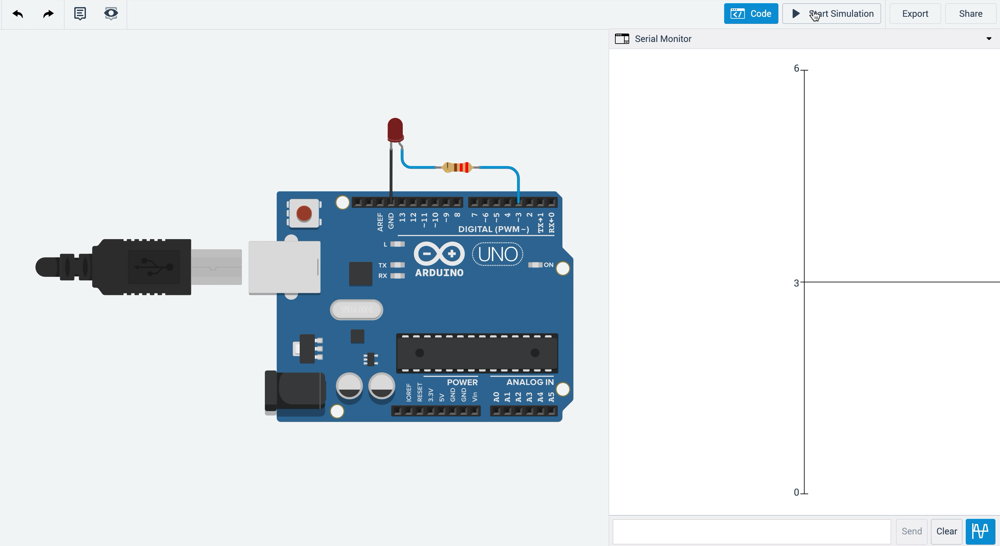 Code
Start Simulation
Export
Share
Serial Monitor
6
3
0
AREF
GND
13
12
~11
~10
~9
8
7
~6
~5
4
~3
2
TX→1
RX←0
DIGITAL (PWM~)
L
TX
RX
ARDUINO
UNO
ON
SPK16.000G
POWER
ANALOG IN
IOREF
RESET
3.3V
5V
GND
GND
Vin
A0
A1
A2
A3
A4
A5
Send
Clear